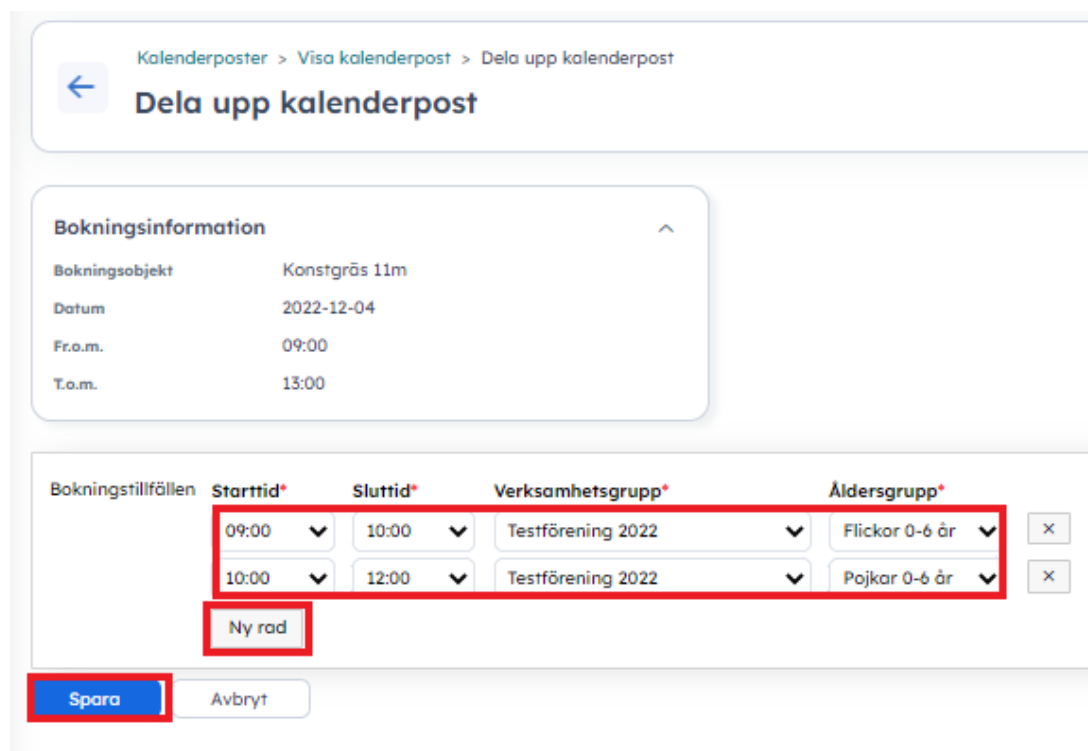 Kalenderposter > Visa kalenderpost > Dela upp kalenderpost
Dela upp kalenderpost
Bokningsinformation
Bokningsobjekt Konstgräs 11m
Datum 2022-12-04
Fr.o.m. 09:00
T.o.m. 13:00
Bokningstillfällen Starttid* Sluttid* Verksamhetsgrupp* Åldersgrupp*
09:00 10:00 Testförening 2022 Flickor 0-6 år
10:00 12:00 Testförening 2022 Pojkar 0-6 år
Ny rad
Spara Avbryt